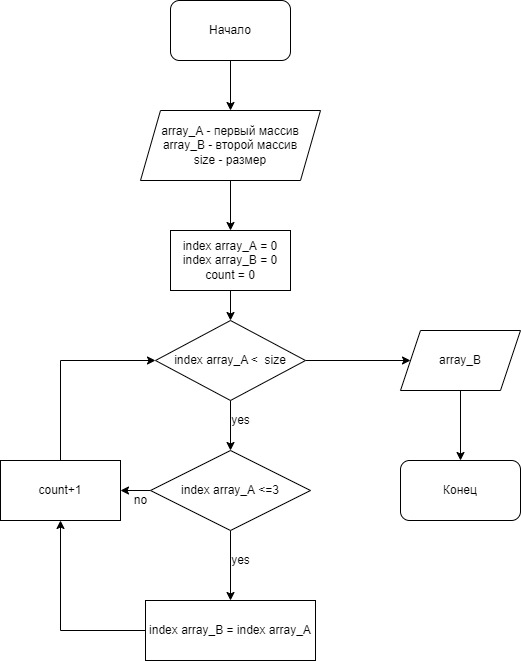 Начало
array_A - первый массив
array_B - второй массив
size - размер
index array_A = 0
index array_B = 0
count = 0
index array_A <  size
array_B
yes
count+1
no
index array_A <=3
Конец
yes
index array_B = index array_A